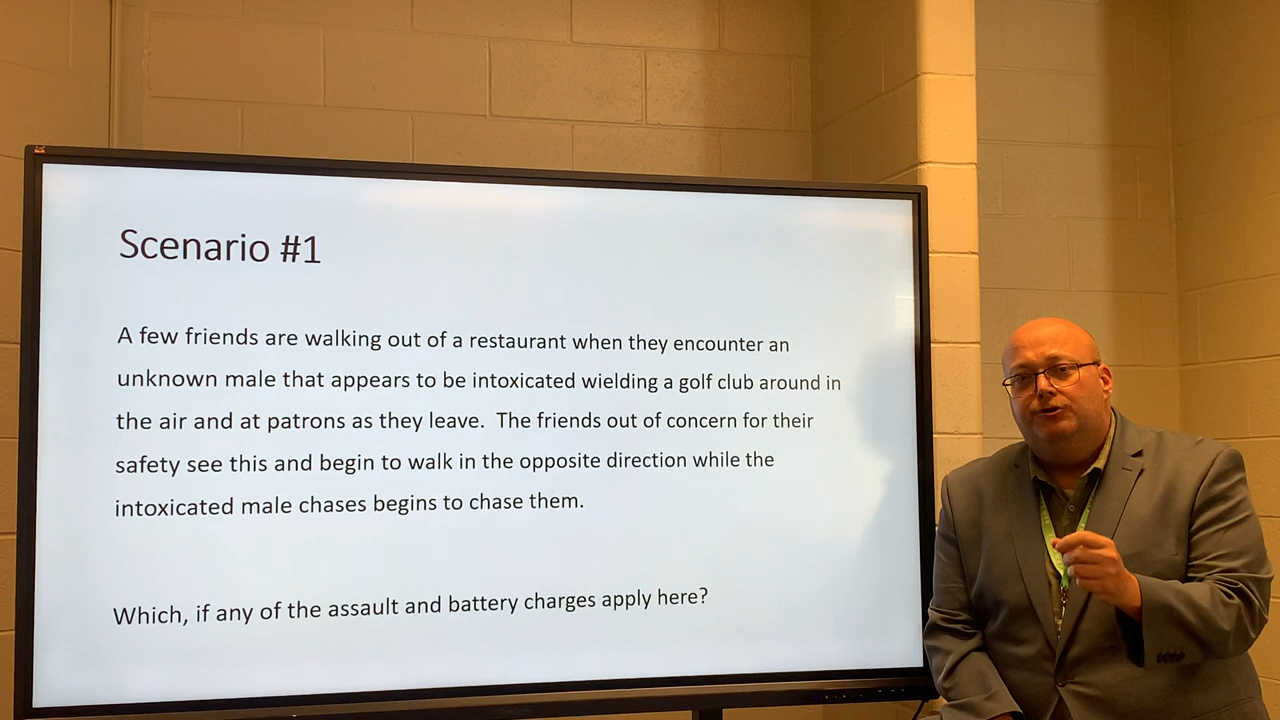 Scenario #1
A few friends are walking out of a restaurant when they encounter an
unknown male that appears to be intoxicated wielding a golf club around in
the air and at patrons as they leave.  The friends out of concern for their
safety see this and begin to walk in the opposite direction while the
intoxicated male chases begins to chase them.
Which, if any of the assault and battery charges apply here?